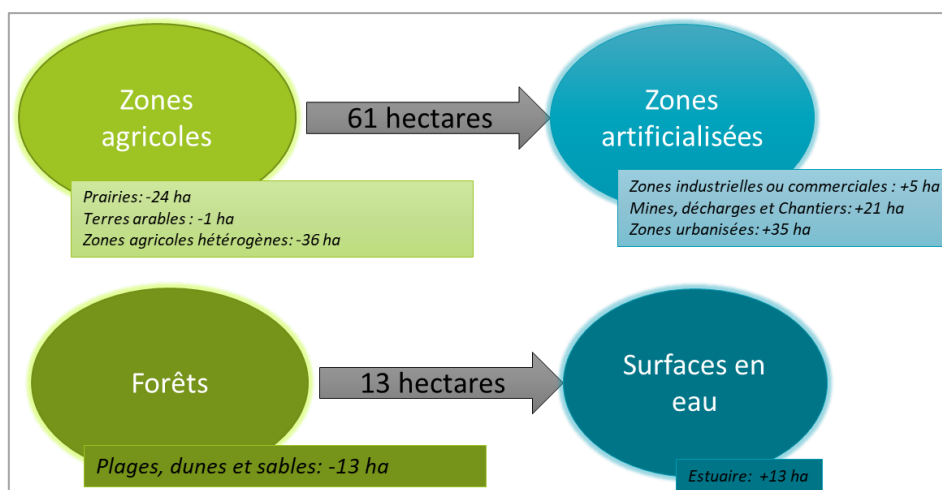 Zones
agricoles
61 hectares
Zones
artificialisées
Prairies: -24 ha
Terres arables : -1 ha
Zones agricoles hétérogènes: -36 ha
Zones industrielles ou commerciales : +5 ha
Mines, décharges et Chantiers: +21 ha
Zones urbanisées: +35 ha
Forêts
13 hectares
Surfaces en
eau
Plages, dunes et sables: -13 ha
Estuaire: +13 ha